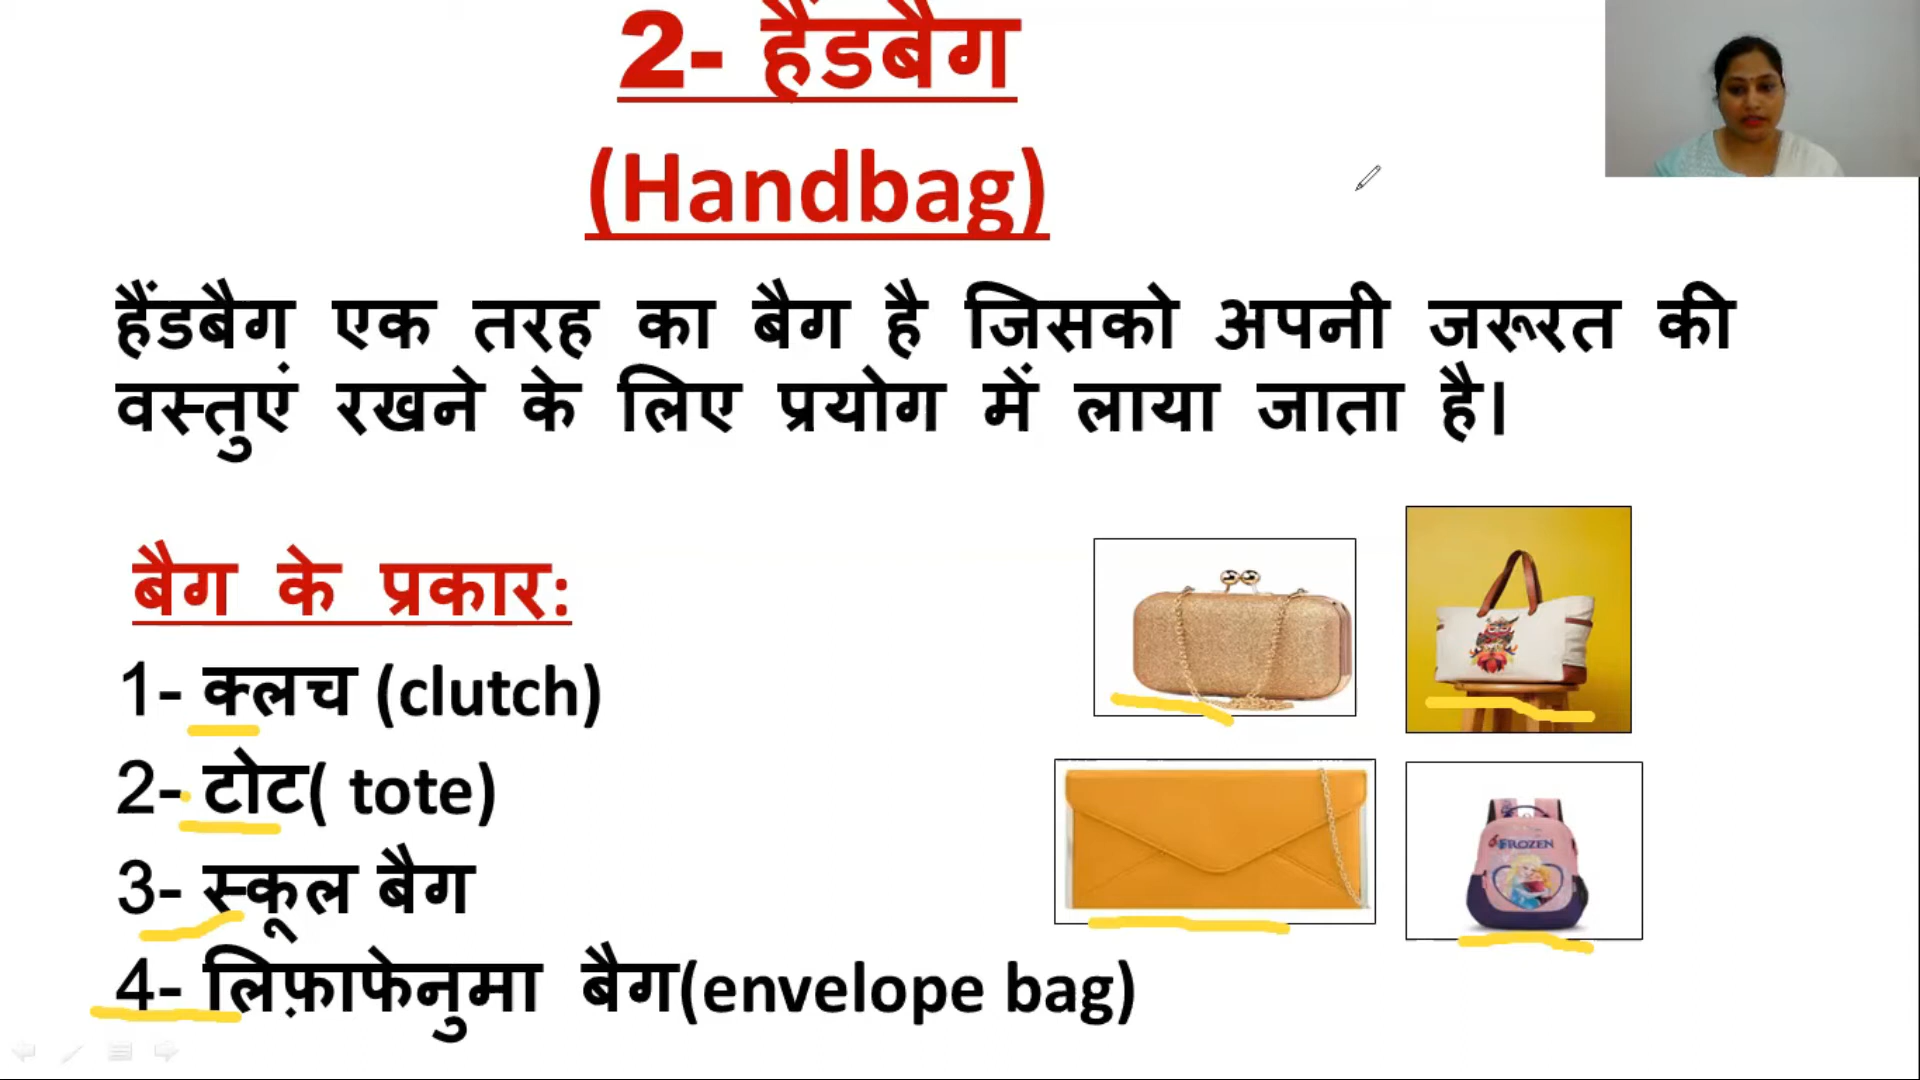 2- हैंडबैग
(Handbag)
हैंडबैग एक तरह का बैग है जिसको अपनी जरूरत की
वस्तुएं रखने के लिए प्रयोग में लाया जाता है।
बैग के प्रकार:
1- क्लच (clutch)
2- टोट( tote)
3- स्कूल बैग
4- लिफ़ाफेनुमा बैग(envelope bag)
FROZEN